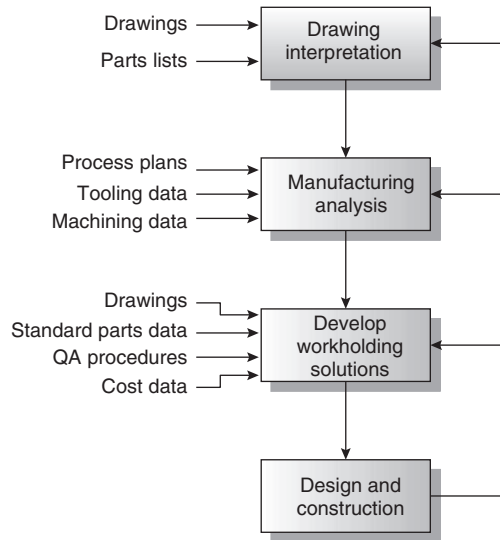 Drawings
Parts lists
Drawing
interpretation
Process plans
Tooling data
Machining data
Manufacturing
analysis
Drawings
Standard parts data
QA procedures
Cost data
Develop
workholding
solutions
Design and
construction